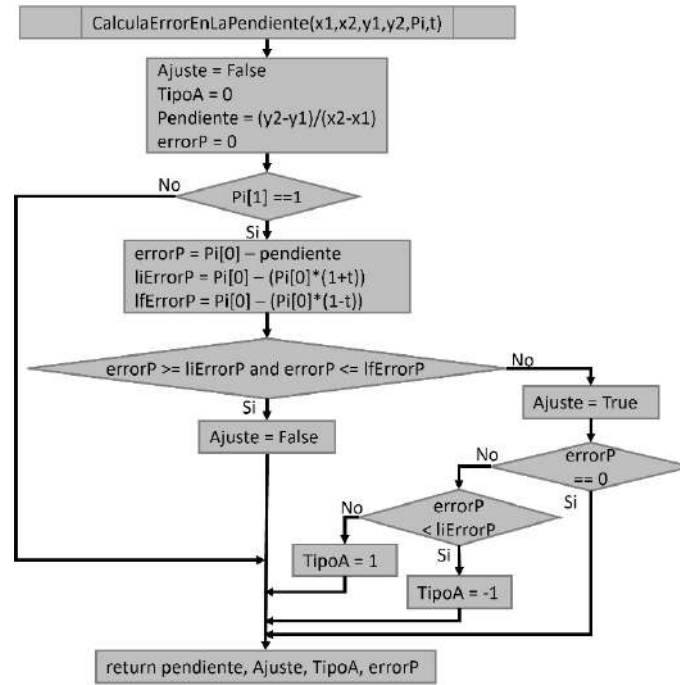 CalculaErrorEnLaPendiente(x1,x2,y1,y2,Pi,t)
Ajuste = False
TipoA = 0
Pendiente = (y2-y1)/(x2-x1)
errorP = 0
No
Pi[1] ==1
Si
errorP = Pi[0] – pendiente
liErrorP = Pi[0] – (Pi[0]*(1+t))
lfErrorP = Pi[0] – (Pi[0]*(1-t))
No
errorP >= liErrorP and errorP <= lfErrorP
Si
Ajuste = True
Ajuste = False
No
errorP
== 0
Si
No
errorP
< liErrorP
Si
TipoA = 1
TipoA = -1
return pendiente, Ajuste, TipoA, errorP